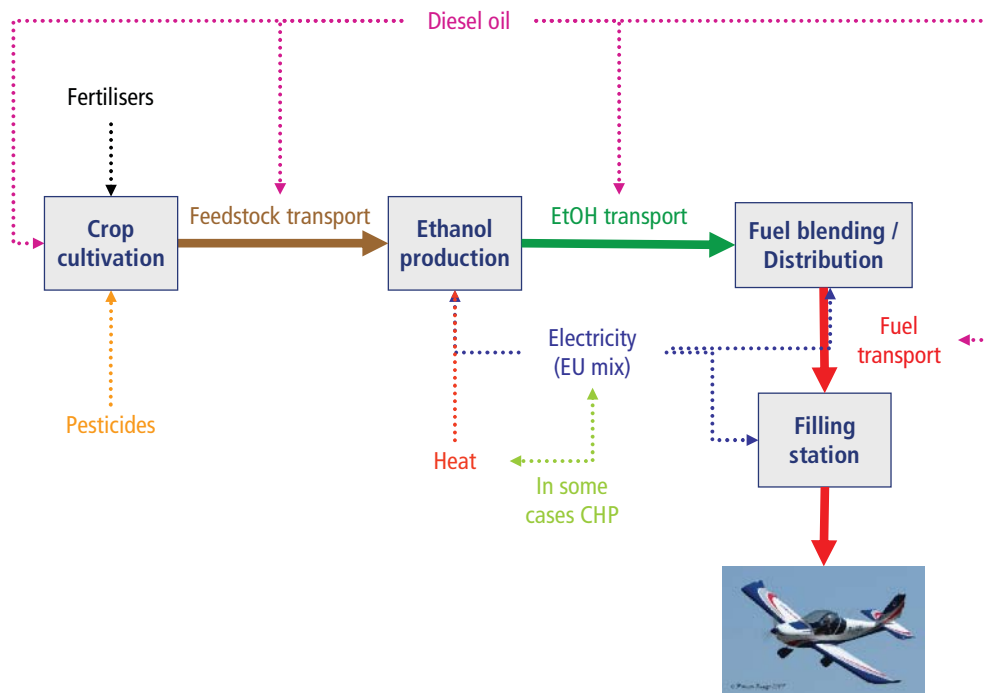 Diesel oil
Fertilisers
Feedstock transport
EtOH transport
Crop
cultivation
Ethanol
production
Fuel blending /
Distribution
Electricity
(EU mix)
Fuel
transport
Pesticides
Heat
In some
cases CHP
Filling
station